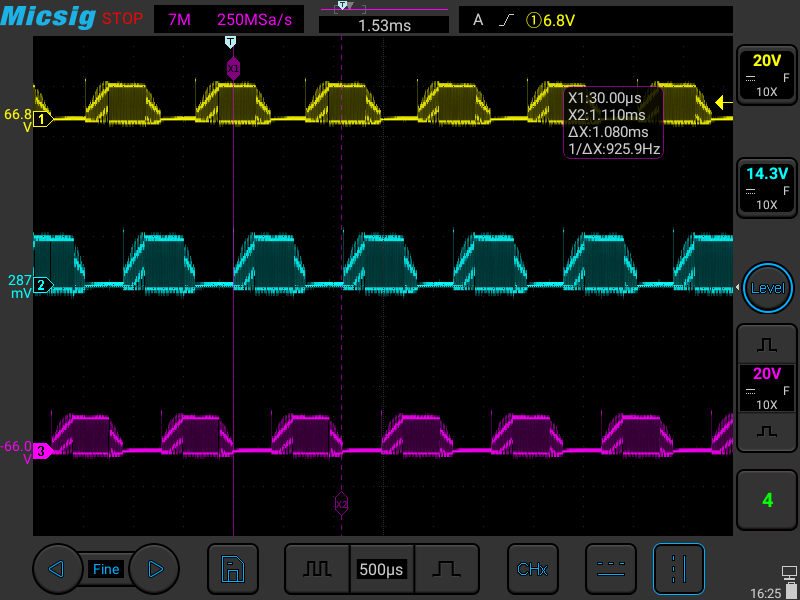 Micsig STOP 7M 250MSa/s T 1.53ms A ①6.8V
T
X1
20V
F
10X
66.8
V
1
X1:30.00μs
X2:1.110ms
ΔX:1.080ms
1/ΔX:925.9Hz
14.3V
F
10X
287
mV
2
Level
20V
F
10X
-66.0
V
3
X2
4
Fine
500μs
CHx
16:25